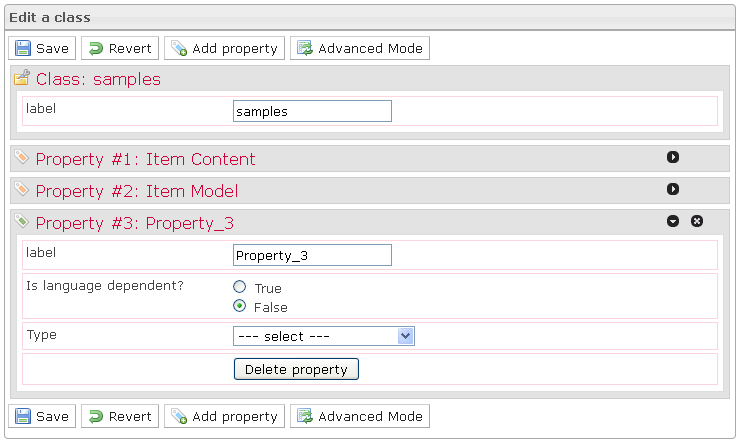 Edit a class
Save Revert Add property Advanced Mode
Class: samples
label samples
Property #1: Item Content
Property #2: Item Model
Property #3: Property_3
label Property_3
Is language dependent? True
False
Type --- select ---
Delete property
Save Revert Add property Advanced Mode